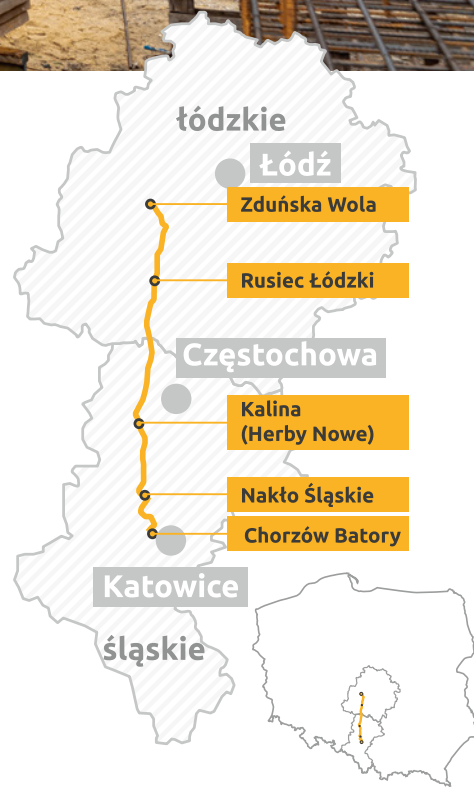 łódzkie
Łódź
Zduńska Wola
Rusiec Łódzki
Częstochowa
Kalina
(Herby Nowe)
Nakło Śląskie
Chorzów Batory
Katowice
śląskie